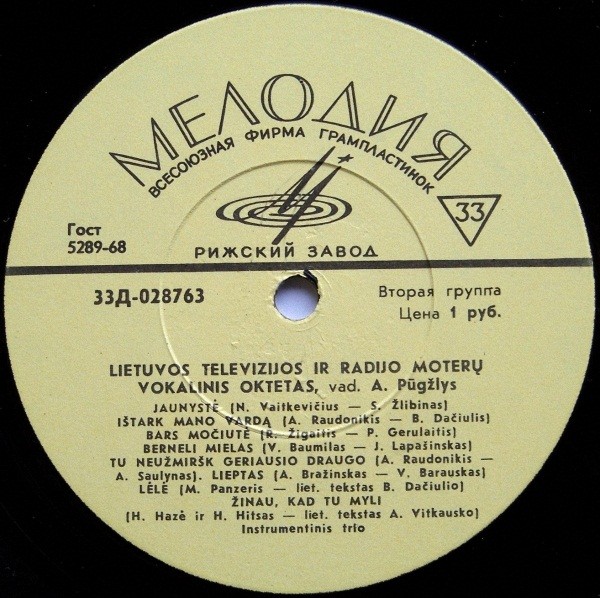 МЕЛОДИЯ
ВСЕСОЮЗНАЯ ФИРМА ГРАМПЛАСТИНОК
33
Гост
5289-68
РИЖСКИЙ ЗАВОД
33Д-028763
Вторая группа
Цена 1 руб.
LIETUVOS TELEVIZIJOS IR RADIJO MOTERŲ
VOKALINIS OKTETAS, vad. A. Pūgžlys
JAUNYSTĖ (N. Vaitkevičius — S. Žlibinas)
IŠTARK MANO VARDĄ (A. Raudonikis — B. Dačiulis)
BARS MOČIUTĖ (R. Žigaitis — P. Gerulaitis)
BERNELI MIELAS (V. Baumilas — J. Lapašinskas)
TU NEUŽMIRŠK GERIAUSIO DRAUGO (A. Raudonikis —
A. Saulynas). LIEPTAS (A. Bražinskas — V. Barauskas)
LĖLĖ (M. Panzeris — liet. tekstas B. Dačiulio)
ŽINAU, KAD TU MYLI
(H. Hazė ir H. Hitsas — liet. tekstas A. Vitkausko)
Instrumentinis trio